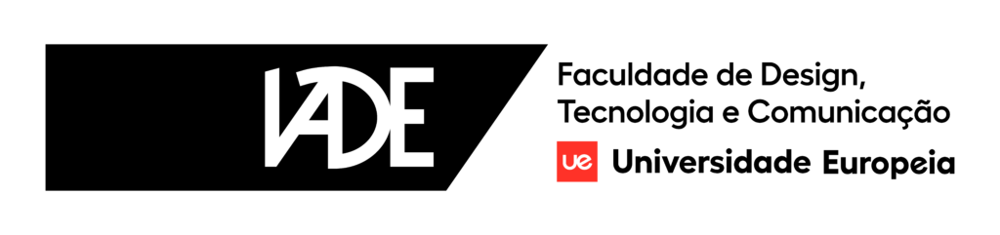 IADE
Faculdade de Design,
Tecnologia e Comunicação
ue Universidade Europeia